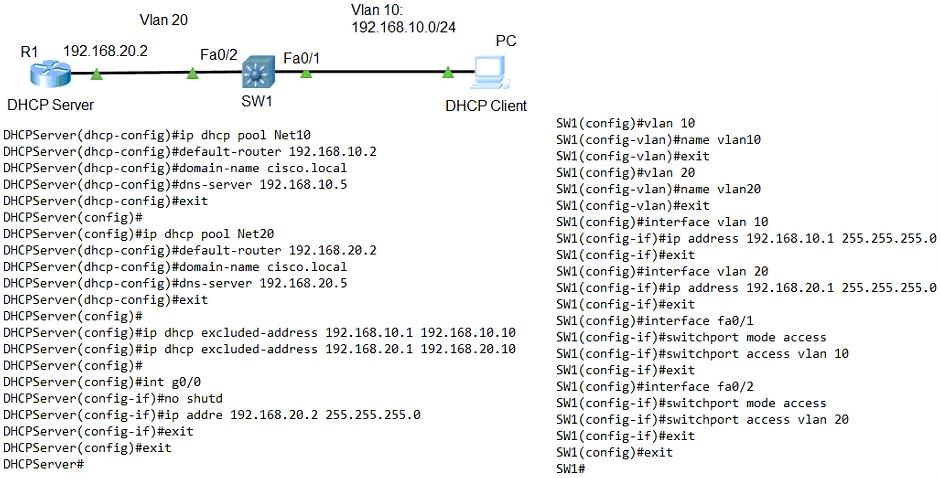 Vlan 20
Vlan 10:
192.168.10.0/24
R1
192.168.20.2
Fa0/2
Fa0/1
PC
DHCP Server
SW1
DHCP Client
DHCPServer(dhcp-config)#ip dhcp pool Net10
DHCPServer(dhcp-config)#default-router 192.168.10.2
DHCPServer(dhcp-config)#domain-name cisco.local
DHCPServer(dhcp-config)#dns-server 192.168.10.5
DHCPServer(dhcp-config)#exit
DHCPServer(config)#
DHCPServer(config)#ip dhcp pool Net20
DHCPServer(dhcp-config)#default-router 192.168.20.2
DHCPServer(dhcp-config)#domain-name cisco.local
DHCPServer(dhcp-config)#dns-server 192.168.20.5
DHCPServer(dhcp-config)#exit
DHCPServer(config)#
DHCPServer(config)#ip dhcp excluded-address 192.168.10.1 192.168.10.10
DHCPServer(config)#ip dhcp excluded-address 192.168.20.1 192.168.20.10
DHCPServer(config)#
DHCPServer(config)#int g0/0
DHCPServer(config-if)#no shutd
DHCPServer(config-if)#ip addre 192.168.20.2 255.255.255.0
DHCPServer(config-if)#exit
DHCPServer(config)#exit
DHCPServer#
SW1(config)#vlan 10
SW1(config-vlan)#name vlan10
SW1(config-vlan)#exit
SW1(config)#vlan 20
SW1(config-vlan)#name vlan20
SW1(config-vlan)#exit
SW1(config)#interface vlan 10
SW1(config-if)#ip address 192.168.10.1 255.255.255.0
SW1(config-if)#exit
SW1(config)#interface vlan 20
SW1(config-if)#ip address 192.168.20.1 255.255.255.0
SW1(config-if)#exit
SW1(config)#interface fa0/1
SW1(config-if)#switchport mode access
SW1(config-if)#switchport access vlan 10
SW1(config-if)#exit
SW1(config)#interface fa0/2
SW1(config-if)#switchport mode access
SW1(config-if)#switchport access vlan 20
SW1(config-if)#exit
SW1(config)#exit
SW1#